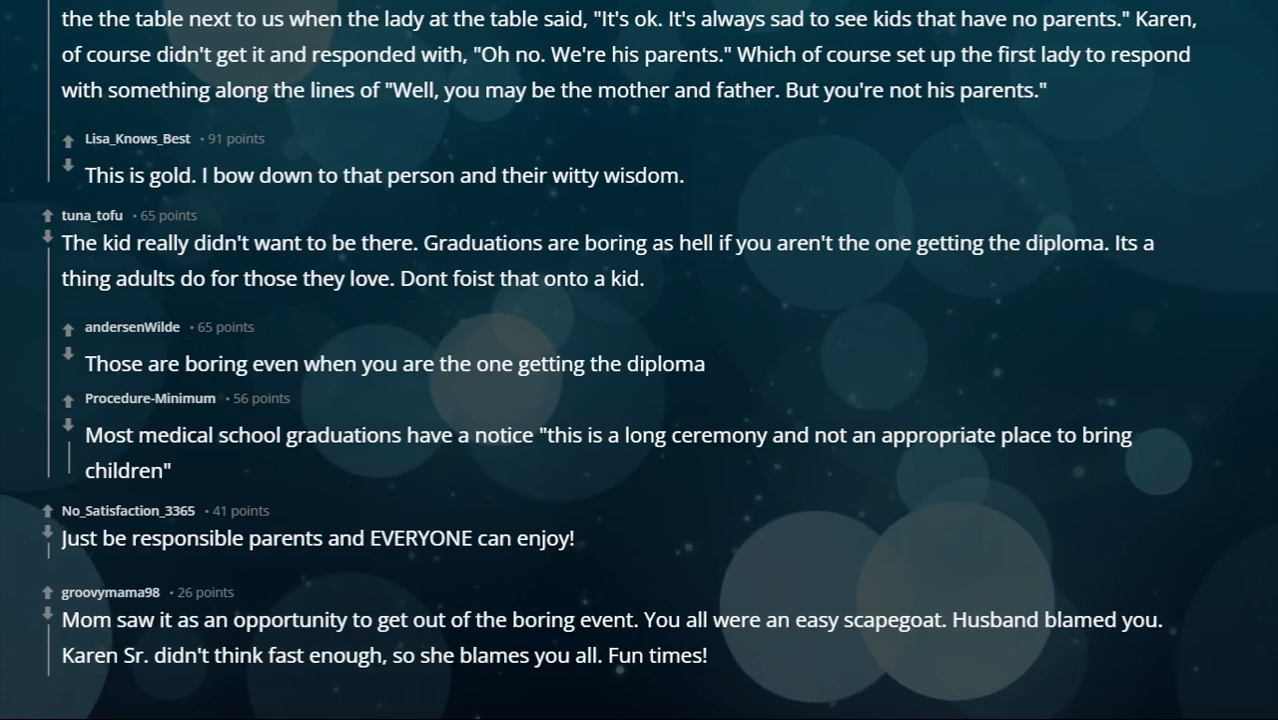 the the table next to us when the lady at the table said, "It's ok. It's always sad to see kids that have no parents." Karen,
of course didn't get it and responded with, "Oh no. We're his parents." Which of course set up the first lady to respond
with something along the lines of "Well, you may be the mother and father. But you're not his parents."
Lisa_Knows_Best • 91 points
This is gold. I bow down to that person and their witty wisdom.
tuna_tofu • 65 points
The kid really didn't want to be there. Graduations are boring as hell if you aren't the one getting the diploma. Its a
thing adults do for those they love. Dont foist that onto a kid.
andersenWilde • 65 points
Those are boring even when you are the one getting the diploma
Procedure-Minimum • 56 points
Most medical school graduations have a notice "this is a long ceremony and not an appropriate place to bring
children"
No_Satisfaction_3365 • 41 points
Just be responsible parents and EVERYONE can enjoy!
groovymama98 • 26 points
Mom saw it as an opportunity to get out of the boring event. You all were an easy scapegoat. Husband blamed you.
Karen Sr. didn't think fast enough, so she blames you all. Fun times!